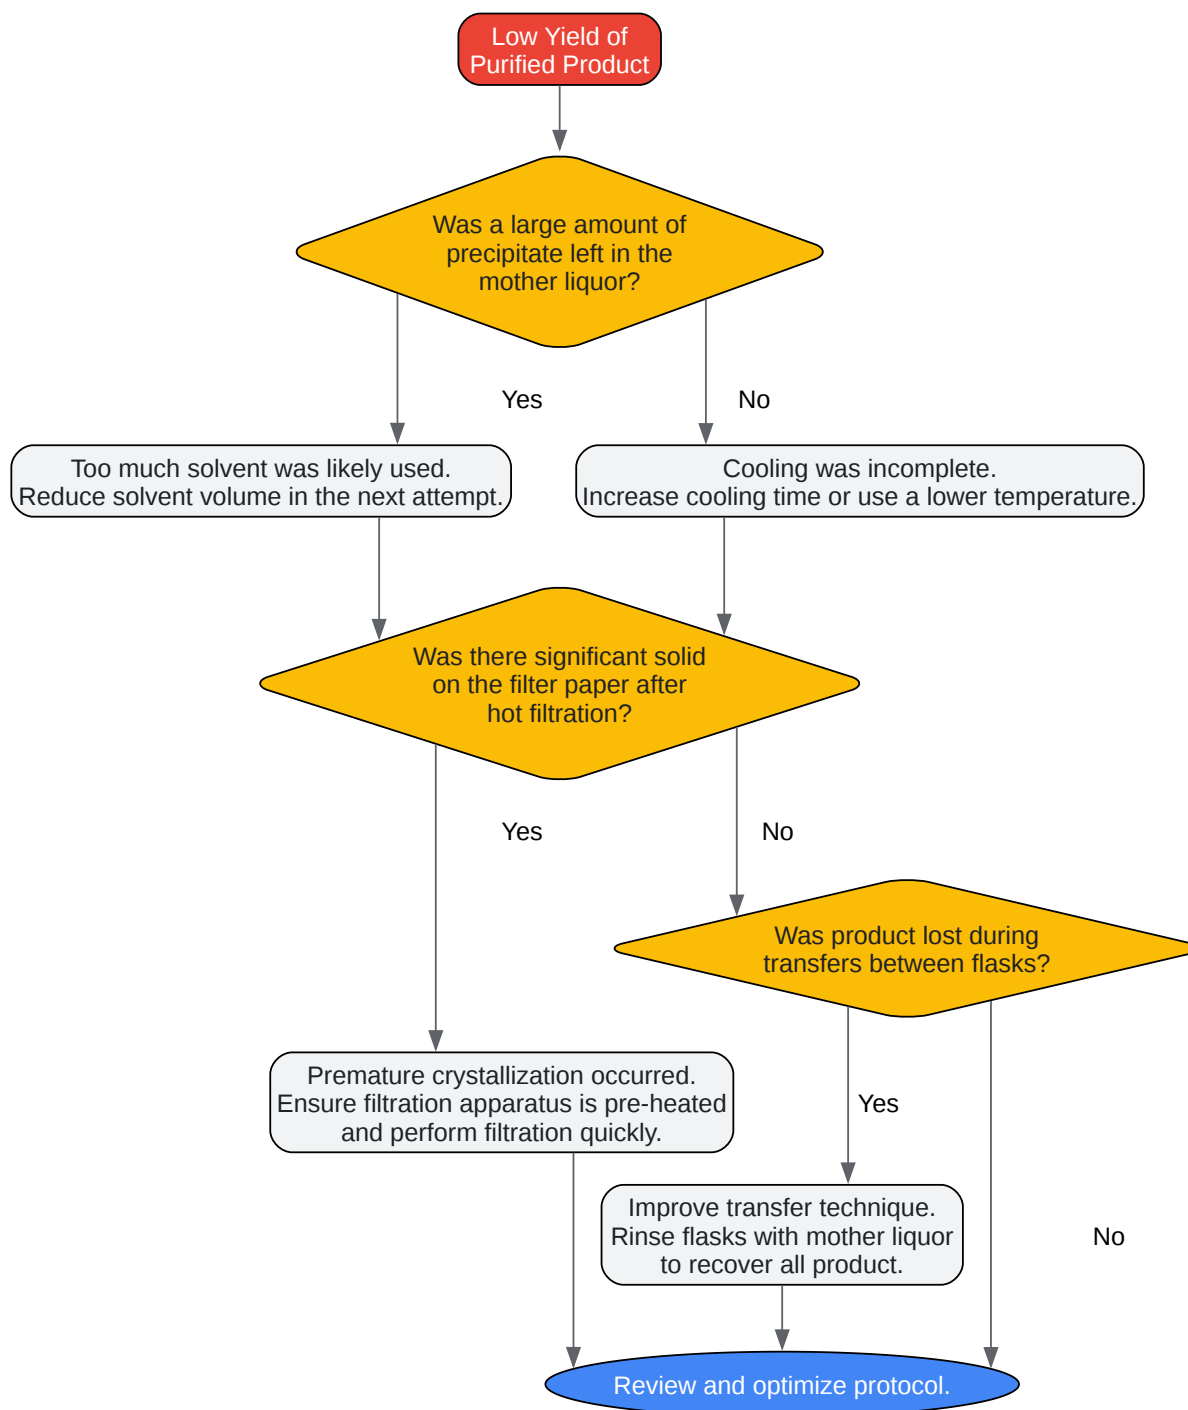 Low Yield of
Purified Product
Was a large amount of
precipitate left in the
mother liquor?
Yes
No
Too much solvent was likely used.
Reduce solvent volume in the next attempt.
Cooling was incomplete.
Increase cooling time or use a lower temperature.
Was there significant solid
on the filter paper after
hot filtration?
Yes
No
Was product lost during
transfers between flasks?
Premature crystallization occurred.
Ensure filtration apparatus is pre-heated
and perform filtration quickly.
Yes
Improve transfer technique.
Rinse flasks with mother liquor
to recover all product.
No
Review and optimize protocol.